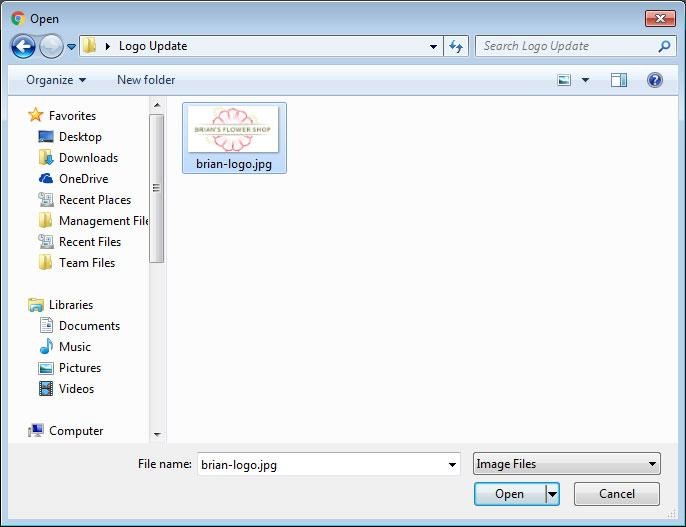 Open
Logo Update
Search Logo Update
Organize
New folder
Favorites
Desktop
Downloads
OneDrive
Recent Places
Management File
Recent Files
Team Files
Libraries
Documents
Music
Pictures
Videos
Computer
BRIAN'S FLOWER SHOP
brian-logo.jpg
File name: brian-logo.jpg
Image Files
Open
Cancel